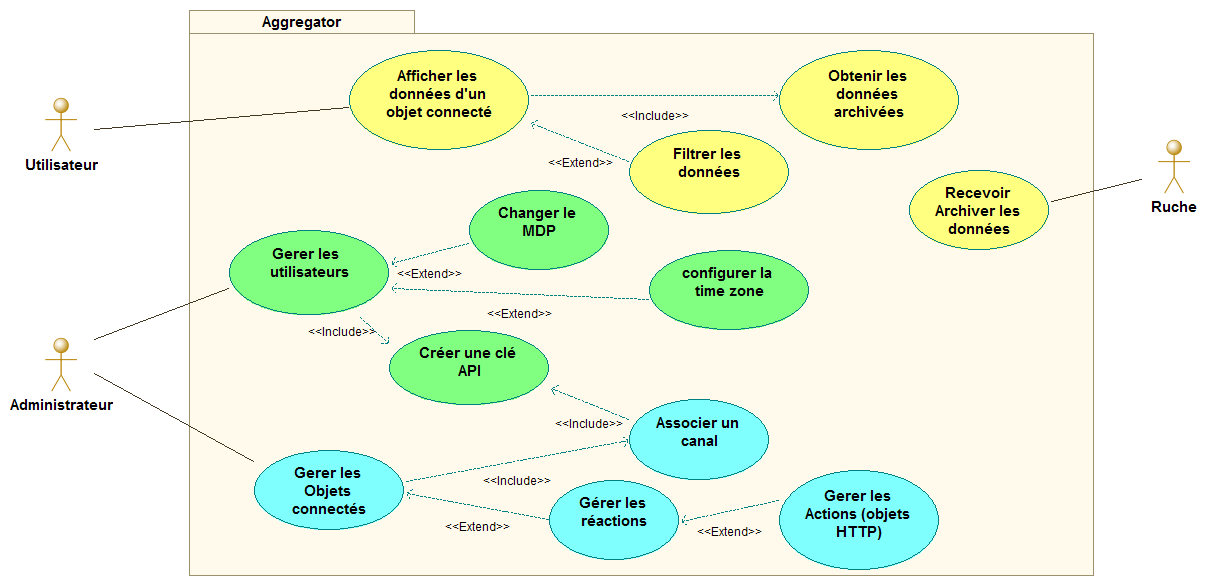 Aggregator
Afficher les
données d'un
objet connecté
Obtenir les
données
archivées
<<Include>>
Filtrer les
données
<<Extend>>
Utilisateur
Recevoir
Archiver les
données
Ruche
Changer le
MDP
Gerer les
utilisateurs
<<Extend>>
configurer la
time zone
<<Extend>>
<<Include>>
Créer une clé
API
Administrateur
<<Include>>
Associer un
canal
Gerer les
Objets
connectés
<<Include>>
Gérer les
réactions
<<Extend>>
Gerer les
Actions (objets
HTTP)
<<Extend>>